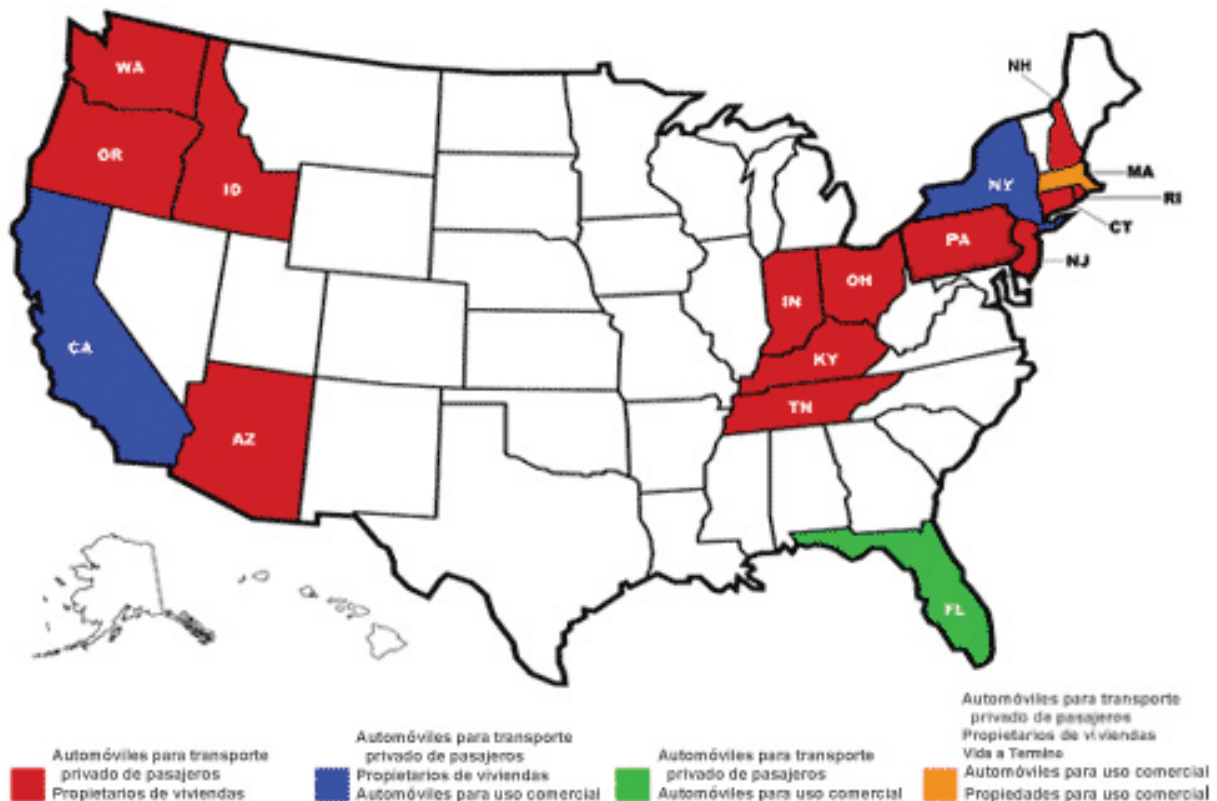 WA
OR
ID
CA
AZ
IN
OH
KY
TN
FL
PA
NY
NH
MA
RI
CT
NJ
Automóviles para transporte
privado de pasajeros
Propietarios de viviendas
Automóviles para transporte
privado de pasajeros
Propietarios de viviendas
Automóviles para uso comercial
Automóviles para transporte
privado de pasajeros
Automóviles para uso comercial
Automóviles para transporte
privado de pasajeros
Propietarios de viviendas
Vida a Termino
Automóviles para uso comercial
Propiedades para uso comercial